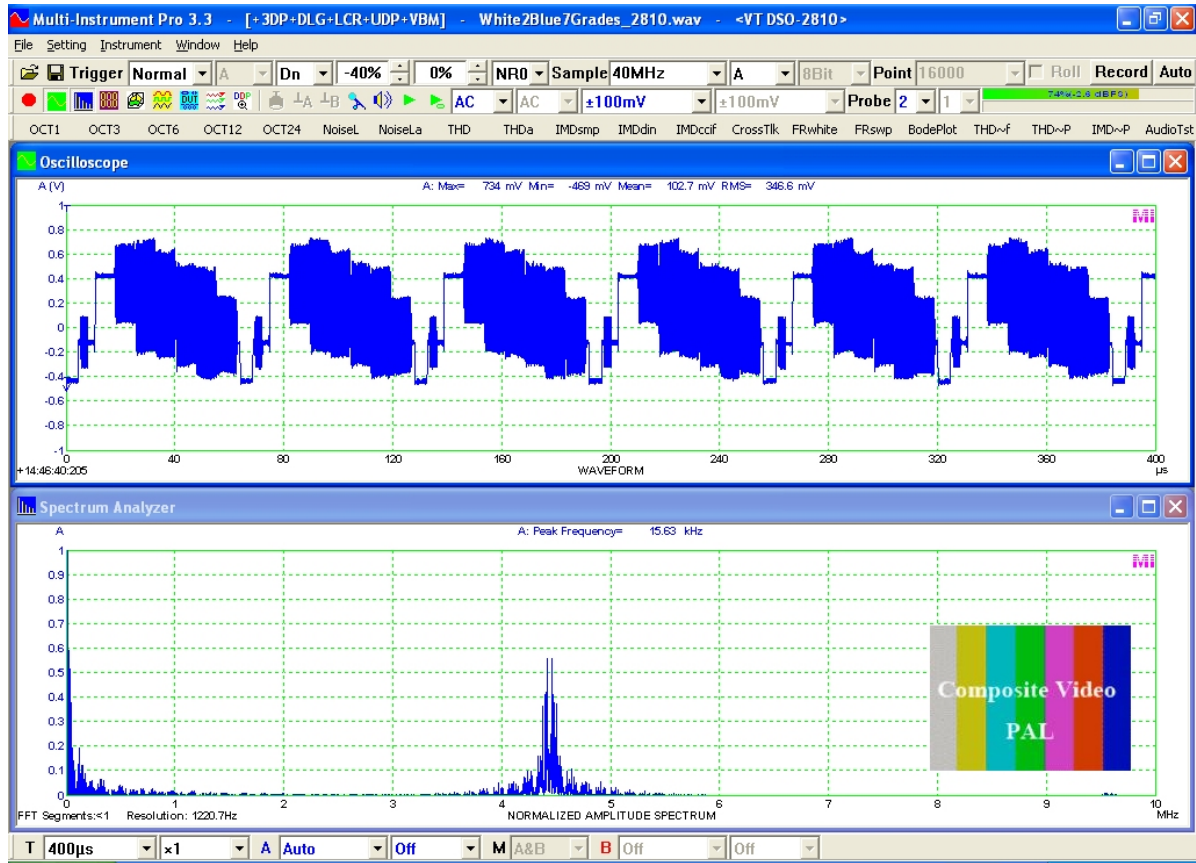 Multi-Instrument Pro 3.3 - [+3DP+DLG+LCR+UDP+VBM] - White2Blue7Grades_2810.wav - <VT DSO-2810>
File Setting Instrument Window Help
Trigger Normal A Dn -40% 0% NR0 Sample 40MHz A 8Bit Point 16000 Roll Record Auto
AC AC ±100mV ±100mV Probe 2 1 74%(-2.6 dBFS)
OCT1 OCT3 OCT6 OCT12 OCT24 NoiseL NoiseLa THD THDa IMDsmp IMDdin IMDccif CrossTlk FRwhite FRswp BodePlot THD~f THD~P IMD~P AudioTst
Oscilloscope
A (V) A: Max= 734 mV Min= -469 mV Mean= 102.7 mV RMS= 346.6 mV
1
MI
0.8
0.6
0.4
0.2
0
-0.2
-0.4
-0.6
-0.8
-1
0 40 80 120 160 200 240 280 320 360 400
+14:46:40:205 WAVEFORM µs
Spectrum Analyzer
A A: Peak Frequency= 15.63 kHz
1
MI
0.9
0.8
0.7
0.6
0.5
0.4
0.3
0.2
0.1
0
Composite Video
PAL
0 1 2 3 4 5 6 7 8 9 10
FFT Segments:<1 Resolution: 1220.7Hz NORMALIZED AMPLITUDE SPECTRUM MHz
T 400µs ×1 A Auto Off M A&B B Off Off